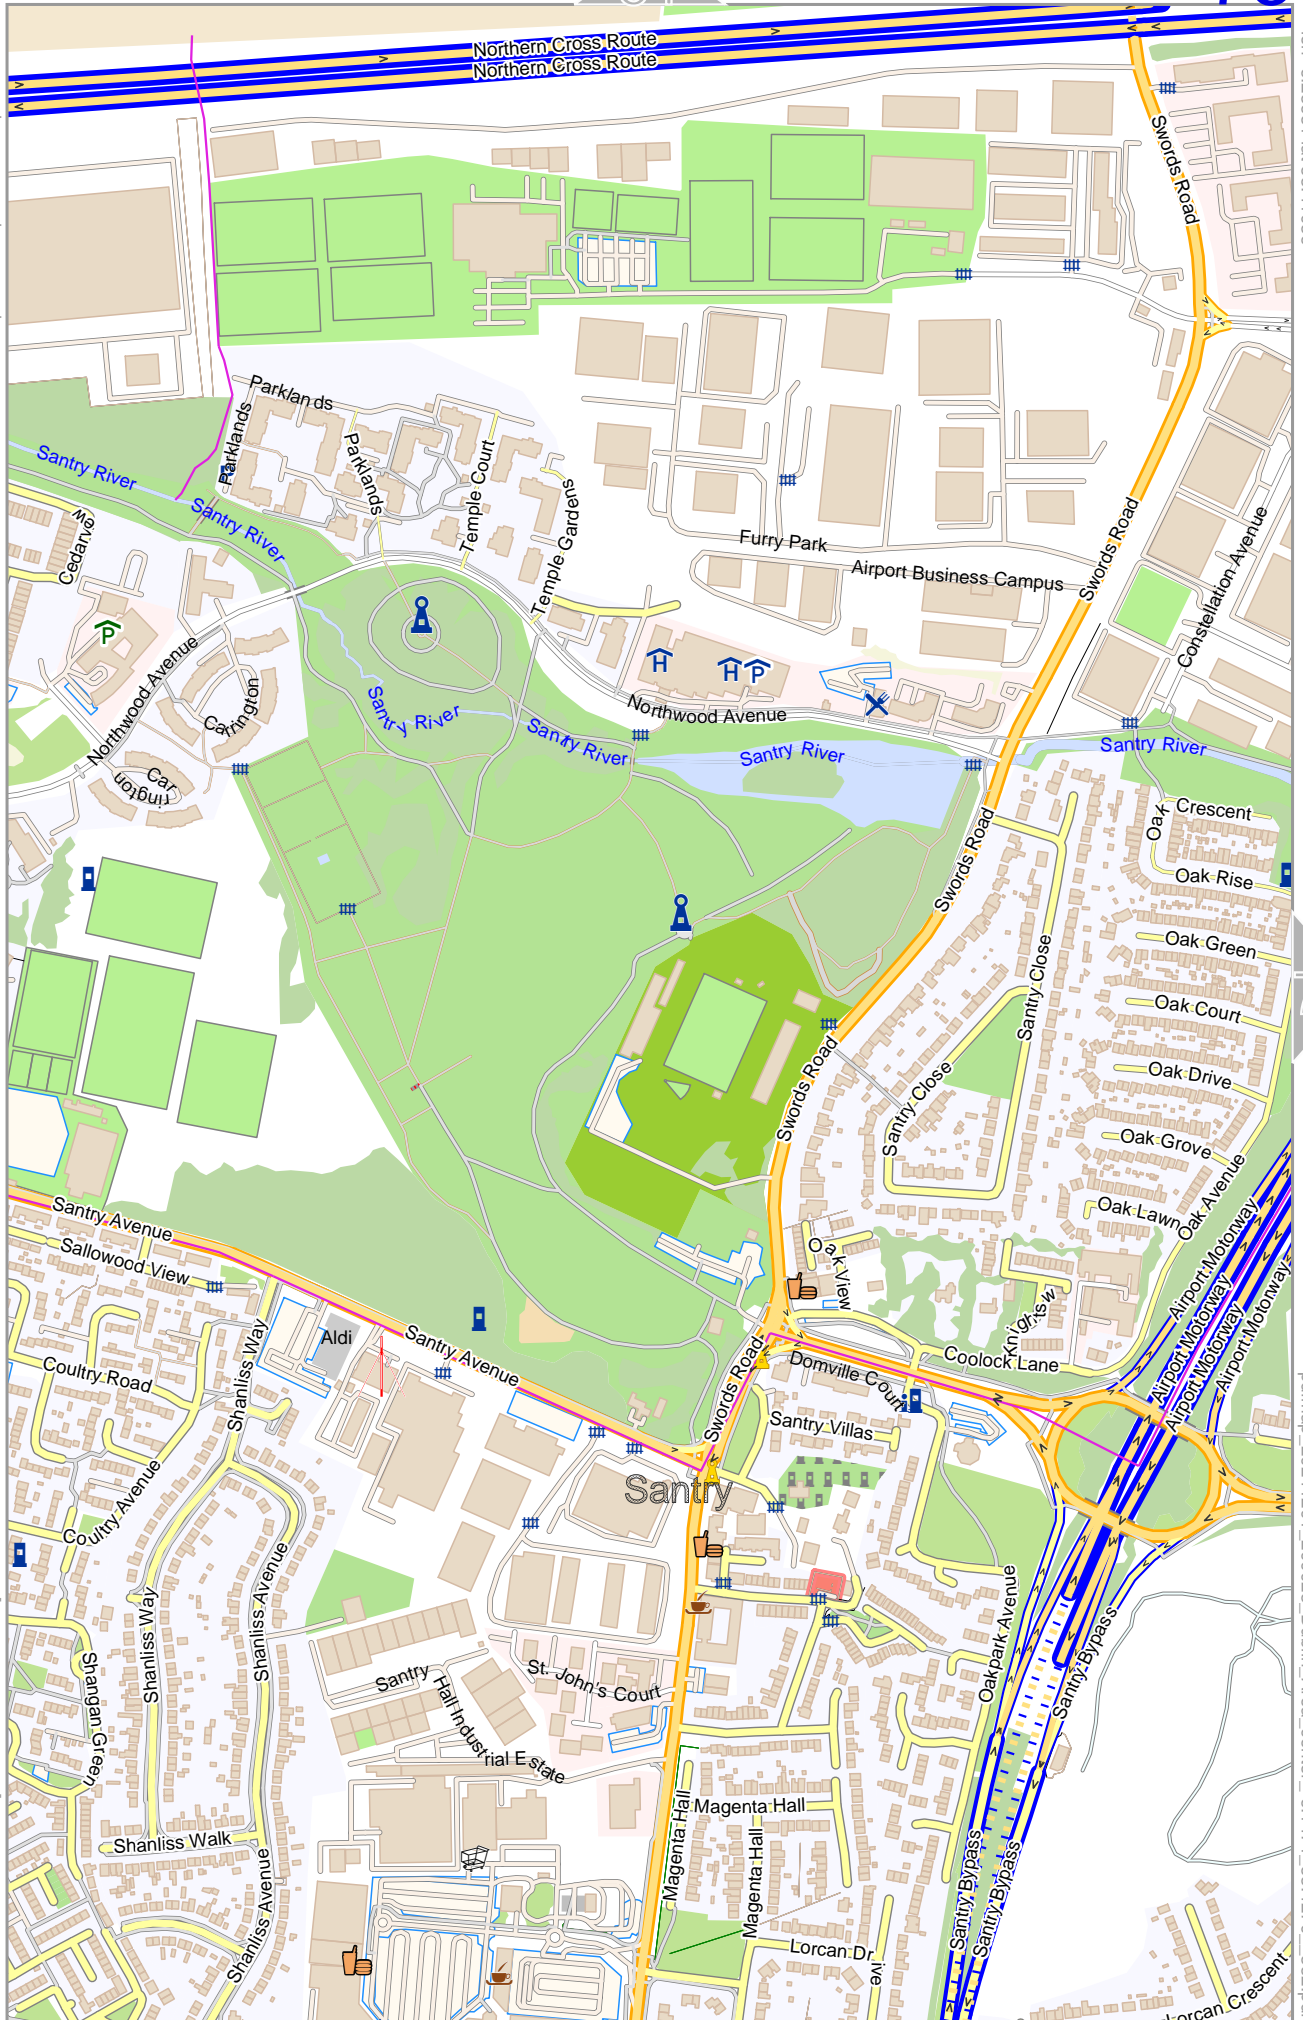 Northern Cross Route
Northern Cross Route
Swords Road
Parklands
Parklands
Parklands
Temple Court
Temple Gardens
Santry River
Santry River
Cedarvew
Furry Park
Airport Business Campus
Swords Road
Constellation Avenue
P
H
H P
Northwood Avenue
Carrington
Carrington
Santry River
Santry River
Northwood Avenue
Santry River
Santry River
Oak Crescent
Swords Road
Oak Rise
Oak Green
Santry Close
Oak Court
Swords Road
Oak Drive
Santry Close
Oak Grove
Oak Avenue
Oak Lawn
Santry Avenue
Sallowood View
Oak View
Airport Motorway
Airport Motorway
Airport Motorway
Airport Motorway
Knights W
Coolock Lane
Aldi
Santry Avenue
Swords Road
Domville Court
Coultry Road
Shanliss Way
Santry Villas
Santry
Coultry Avenue
Shanliss Way
Shanliss Avenue
Oakpark Avenue
Santry Bypass
Shangan Green
St. John's Court
Santry Hall Industrial Estate
Magenta Hall
Magenta Hall
Magenta Hall
Shanliss Walk
Shanliss Avenue
Santry Bypass
Santry Bypass
Lorcan Drive
Lorcan Crescent